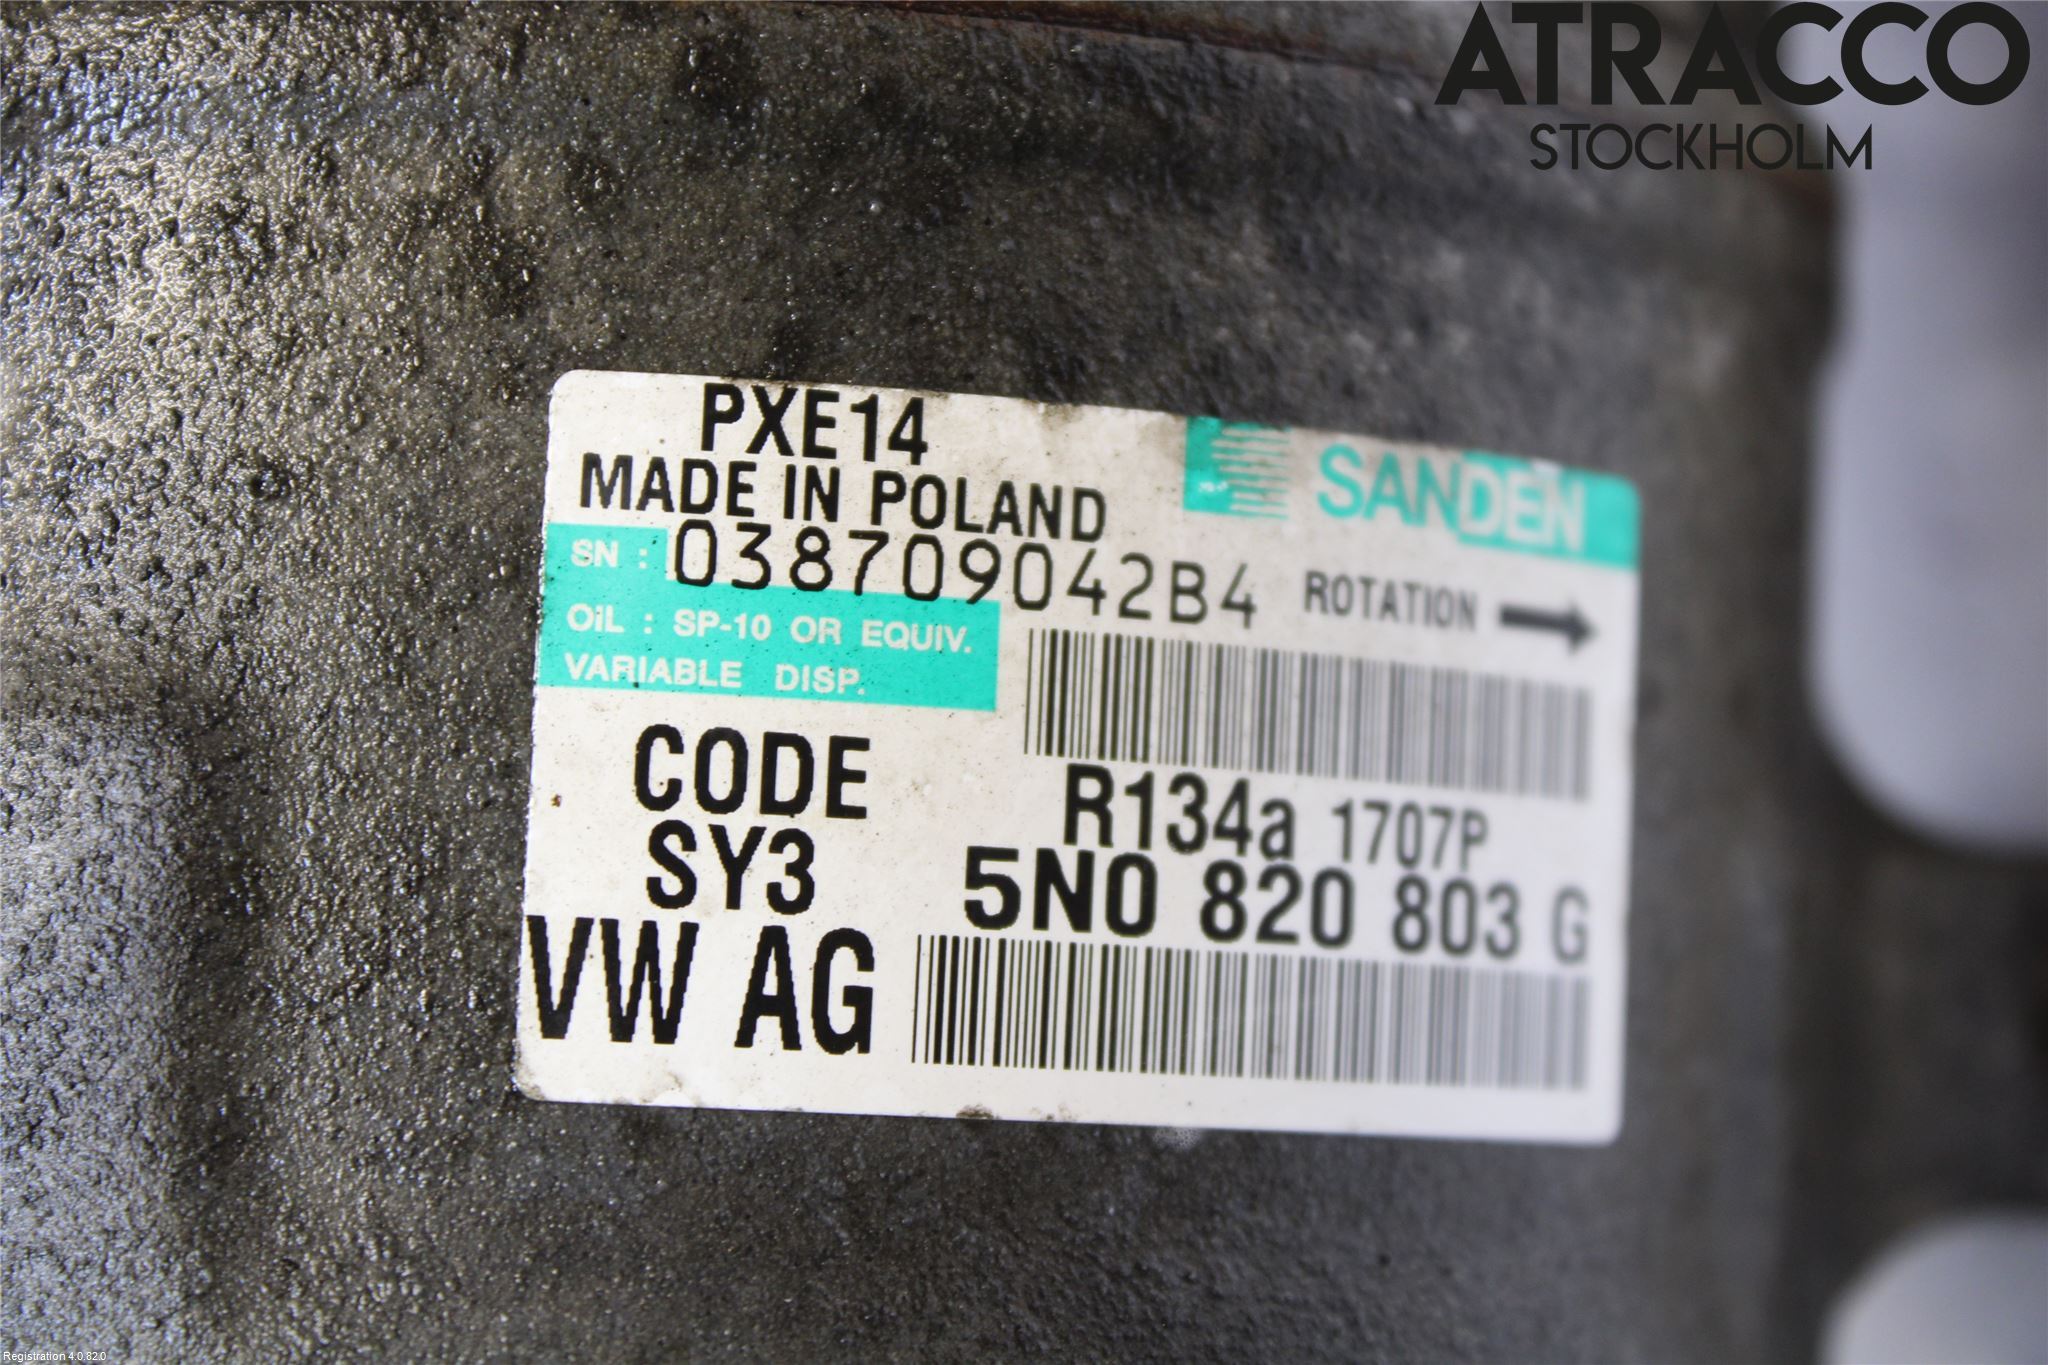 ATRACCO
STOCKHOLM
PXE14
MADE IN POLAND
SANDEN
SN : 038709042B4
ROTATION
OiL : SP-10 OR EQUIV.
VARIABLE DISP.
CODE
SY3
VW AG
R134a 1707P
5N0 820 803 G
Registration 4.0.82.0